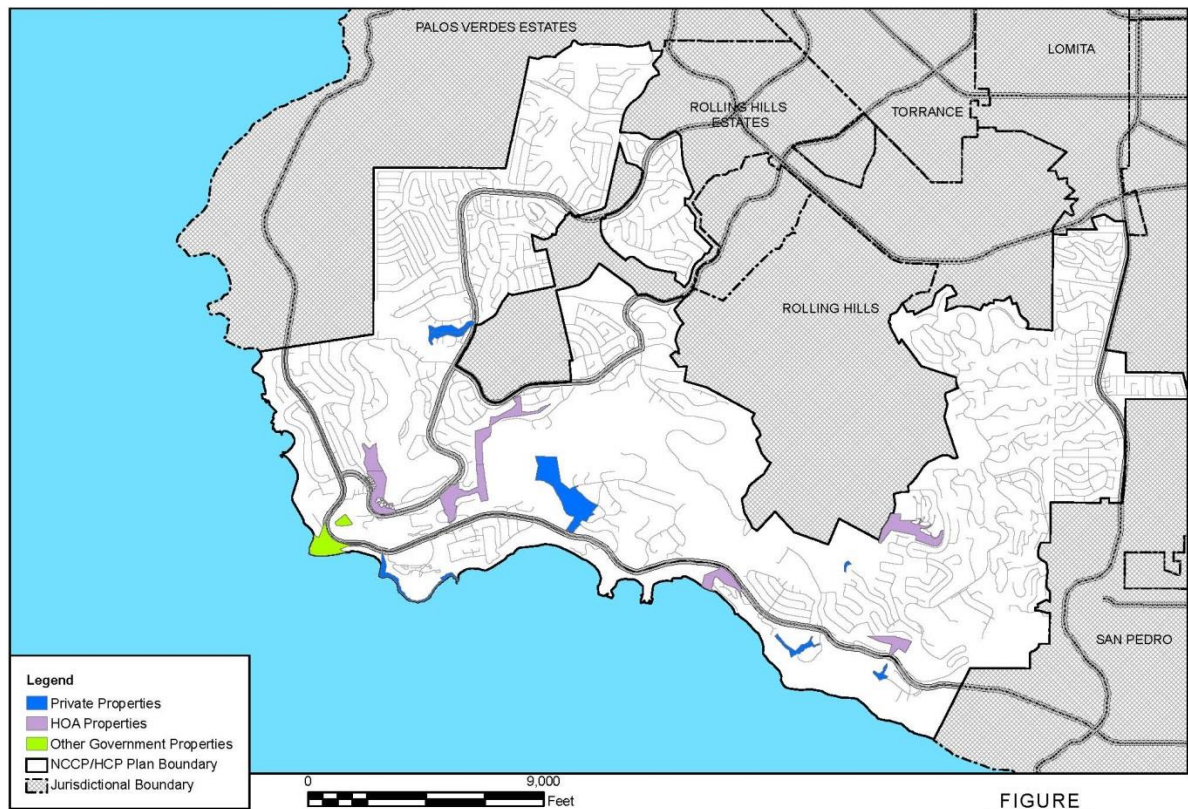 PALOS VERDES ESTATES
LOMITA
ROLLING HILLS
ESTATES
TORRANCE
ROLLING HILLS
SAN PEDRO
Legend
Private Properties
HOA Properties
Other Government Properties
NCCP/HCP Plan Boundary
Jurisdictional Boundary
0 9,000
Feet
FIGURE